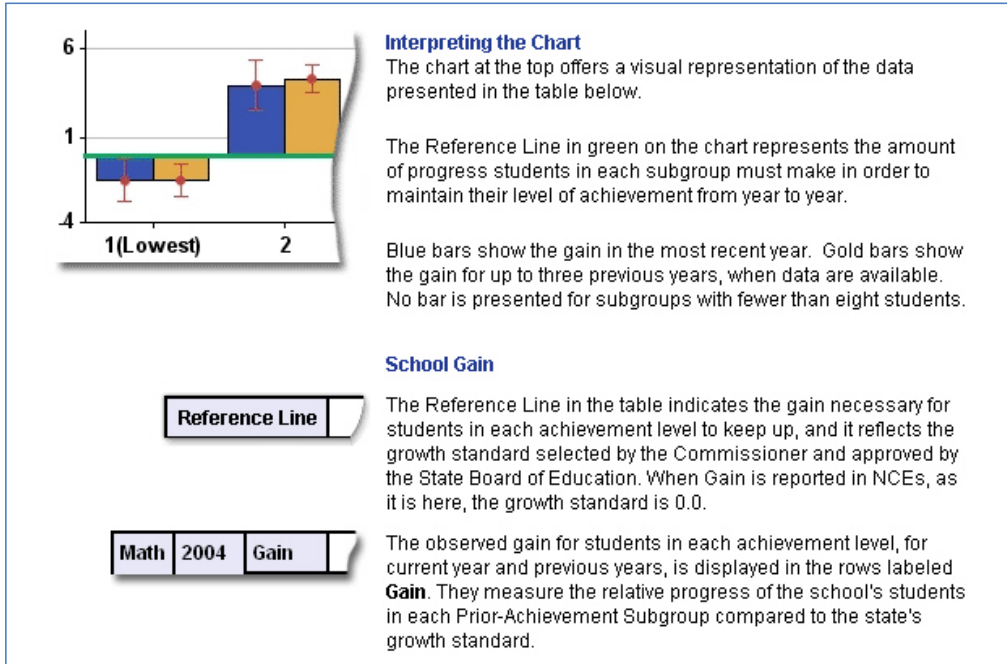 6
1
-4
1(Lowest) 2
Interpreting the Chart
The chart at the top offers a visual representation of the data
presented in the table below.
The Reference Line in green on the chart represents the amount
of progress students in each subgroup must make in order to
maintain their level of achievement from year to year.
Blue bars show the gain in the most recent year.  Gold bars show
the gain for up to three previous years, when data are available.
No bar is presented for subgroups with fewer than eight students.
School Gain
Reference Line
The Reference Line in the table indicates the gain necessary for
students in each achievement level to keep up, and it reflects the
growth standard selected by the Commissioner and approved by
the State Board of Education. When Gain is reported in NCEs, as
it is here, the growth standard is 0.0.
Math 2004 Gain
The observed gain for students in each achievement level, for
current year and previous years, is displayed in the rows labeled
Gain. They measure the relative progress of the school's students
in each Prior-Achievement Subgroup compared to the state's
growth standard.